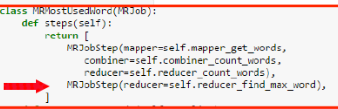 class MRMostUsedWord(MRJob):
def steps(self):
return [
MRJobStep(mapper=self.mapper_get_words,
combiner=self.combiner_count_words,
reducer=self.reducer_count_words),
MRJobStep(reducer=self.reducer_find_max_word),
]